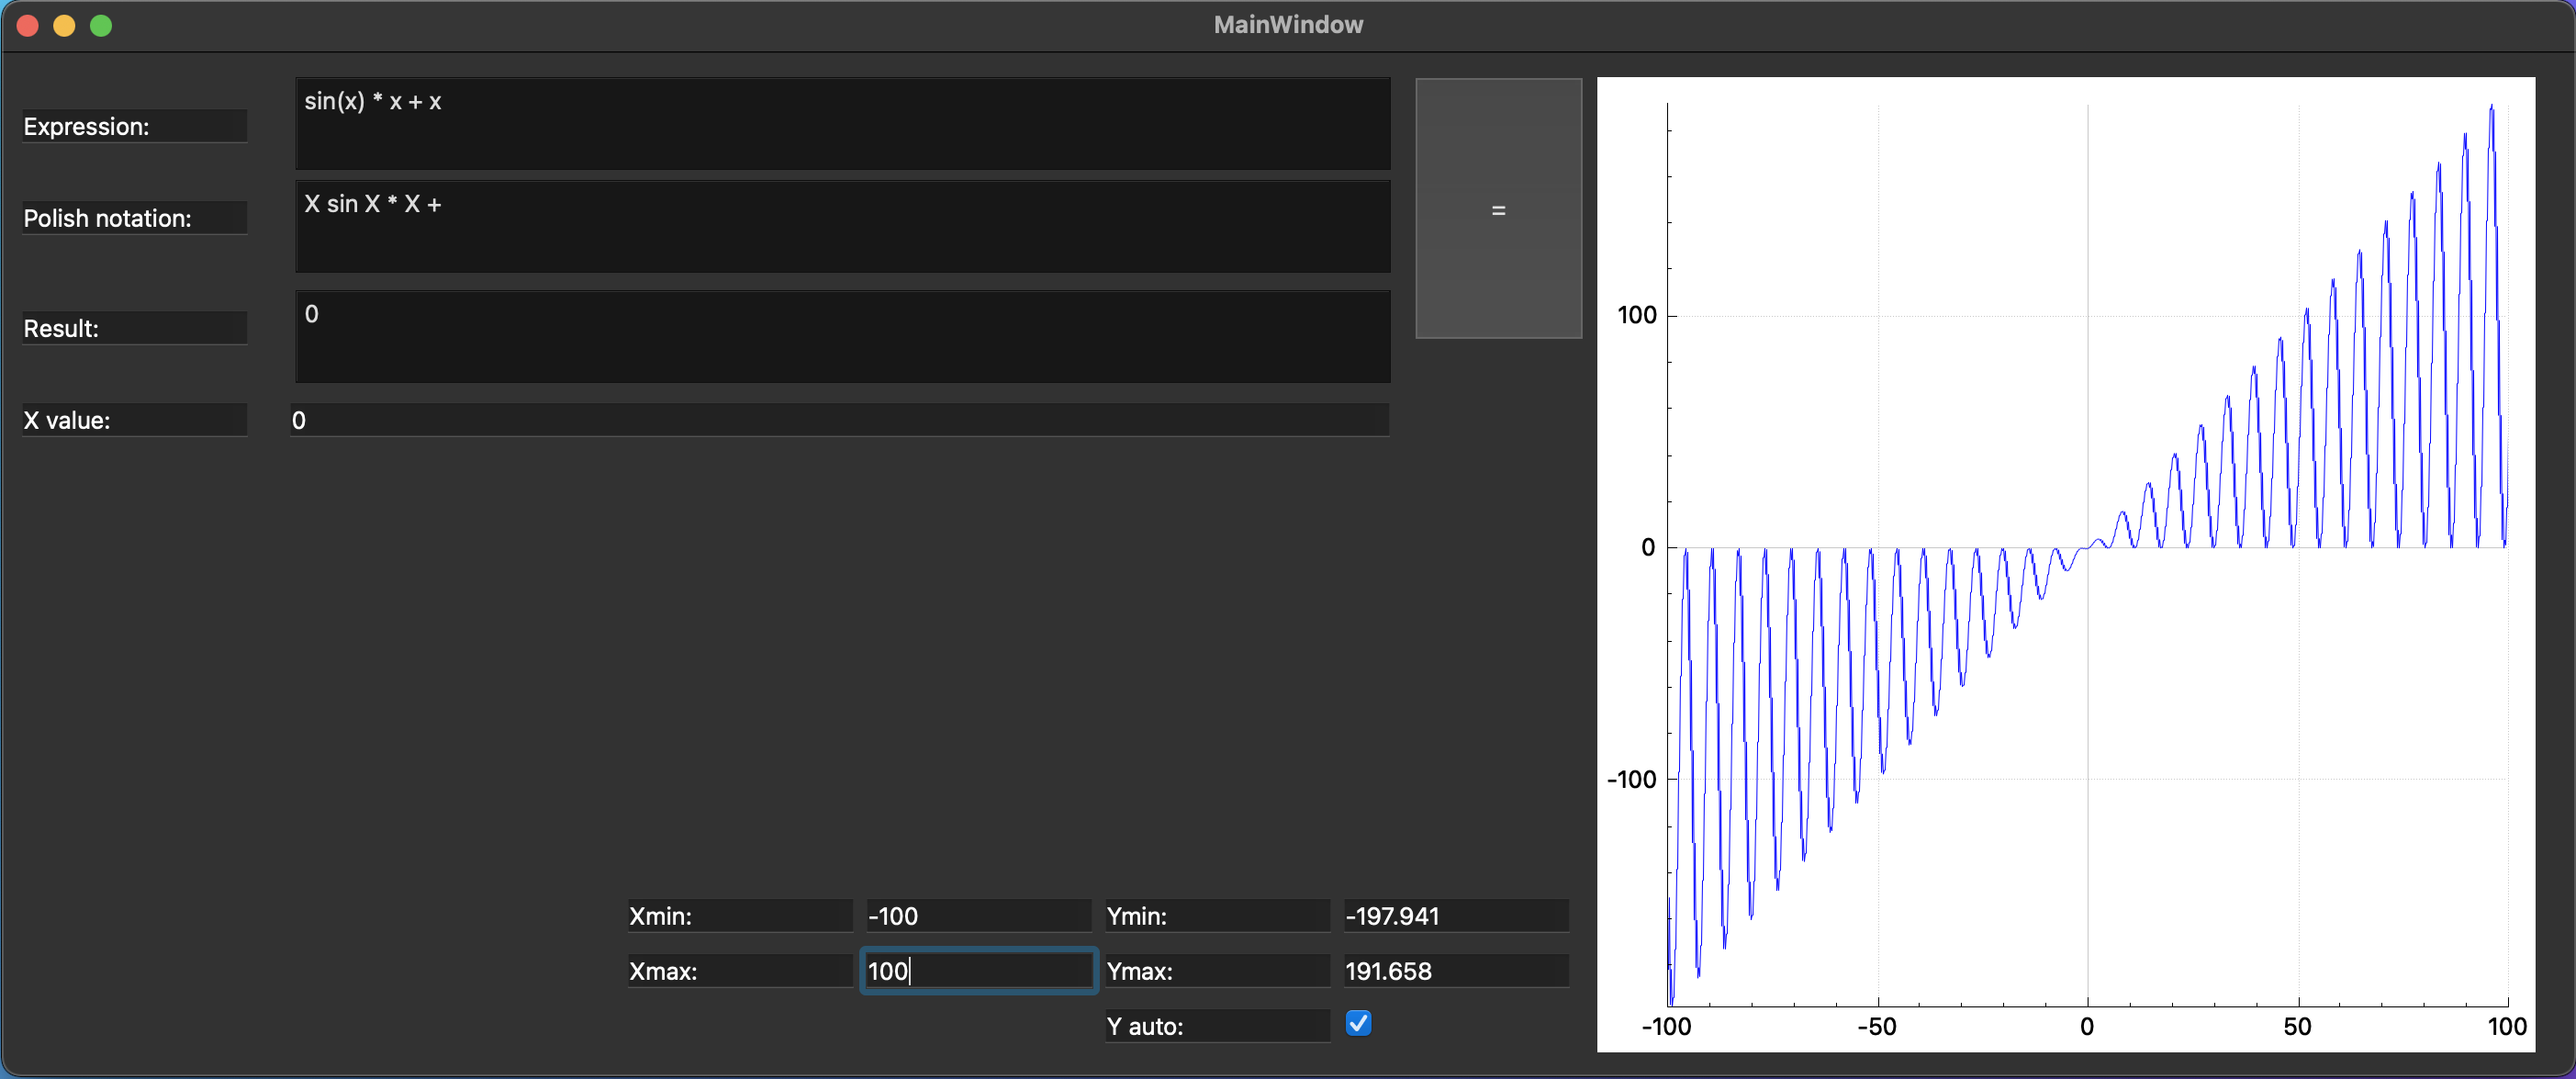 MainWindow
Expression:
sin(x) * x + x
Polish notation:
X sin X * X +
=
Result:
0
X value:
0
Xmin:
-100
Ymin:
-197.941
Xmax:
100
Ymax:
191.658
Y auto:
100
0
-100
-100 -50 0 50 100